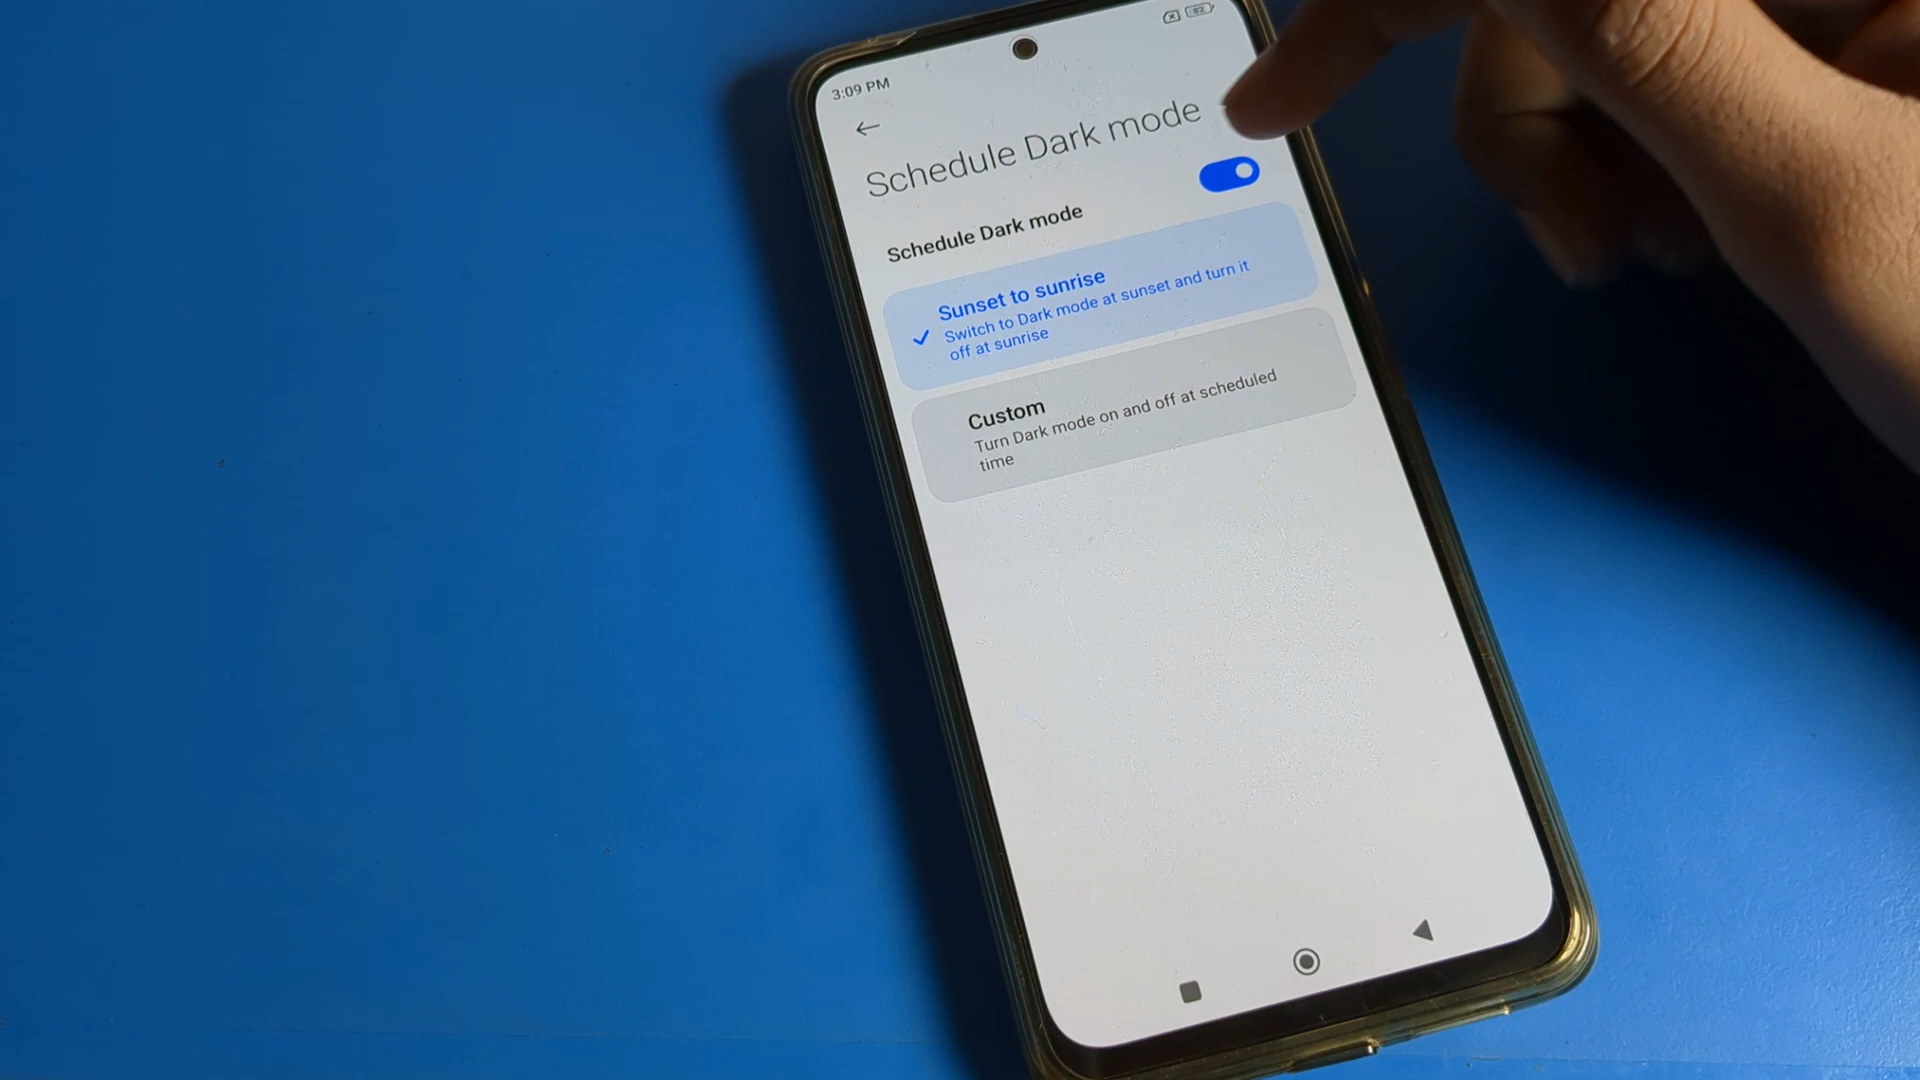 3:09 PM
82
Schedule Dark mode
Schedule Dark mode
Sunset to sunrise
Switch to Dark mode at sunset and turn it
off at sunrise
Custom
Turn Dark mode on and off at scheduled
time